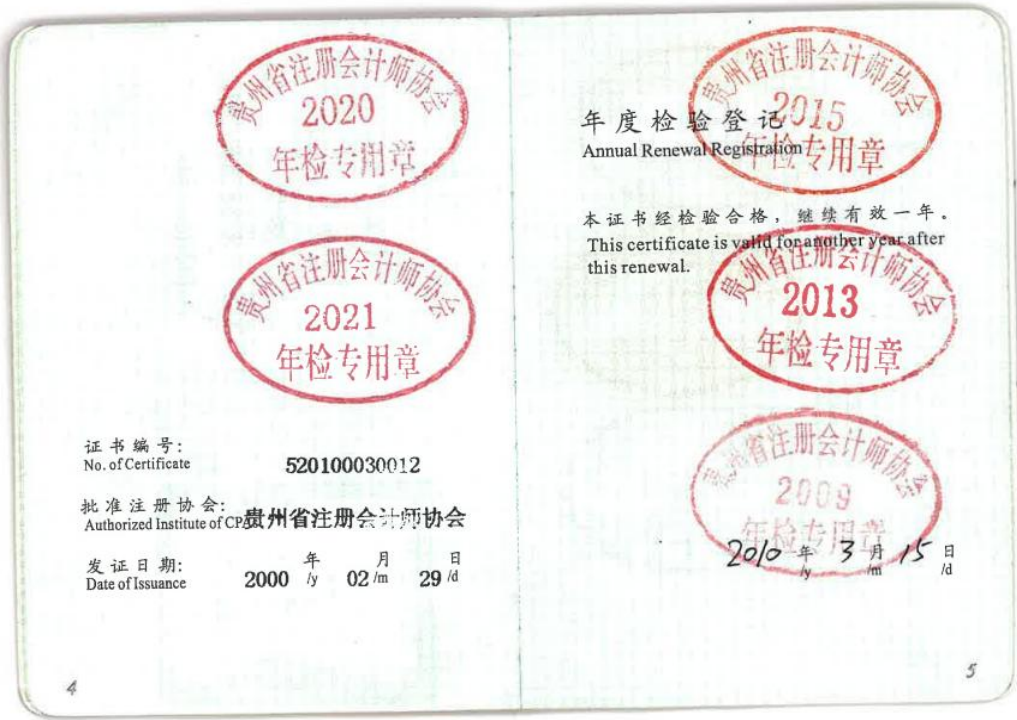 贵州省注册会计师协会
2020
年检专用章
贵州省注册会计师协会
2021
年检专用章
证书编号:
No. of Certificate
520100030012
批准注册协会:
Authorized Institute of CPAs
贵州省注册会计师协会
发证日期:
Date of Issuance
2000 年 /y 02 月 /m 29 日 /d
4
贵州省注册会计师协会
2015
年检专用章
年度检验登记
Annual Renewal Registration
本证书经检验合格，继续有效一年。
This certificate is valid for another year after
this renewal.
贵州省注册会计师协会
2013
年检专用章
贵州省注册会计师协会
2009
年检专用章
2010 年 /y 3 月 /m 15 日 /d
5